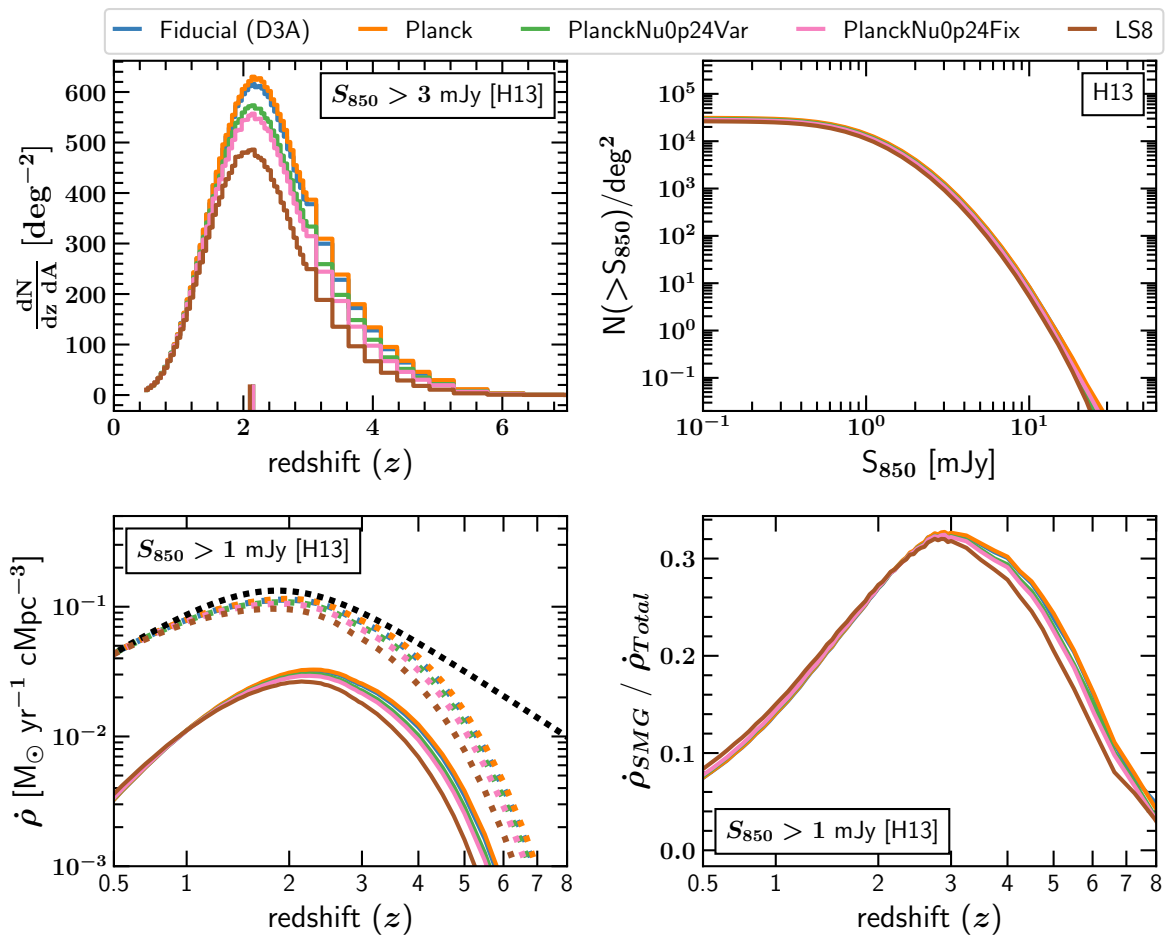 Fiducial (D3A) Planck PlanckNu0p24Var PlanckNu0p24Fix LS8
S₈₅₀ > 3 mJy [H13]
dN/dz dA [deg⁻²]
600
500
400
300
200
100
0
0 2 4 6
redshift (z)
H13
N(>S₈₅₀)/deg²
10⁵
10⁴
10³
10²
10¹
10⁰
10⁻¹
10⁻¹ 10⁰ 10¹
S₈₅₀ [mJy]
S₈₅₀ > 1 mJy [H13]
ρ̇ [M⊙ yr⁻¹ cMpc⁻³]
10⁻¹
10⁻²
10⁻³
0.5 1 2 3 4 5 6 7 8
redshift (z)
ρ̇SMG / ρ̇Total
0.3
0.2
0.1
0.0
S₈₅₀ > 1 mJy [H13]
0.5 1 2 3 4 5 6 7 8
redshift (z)